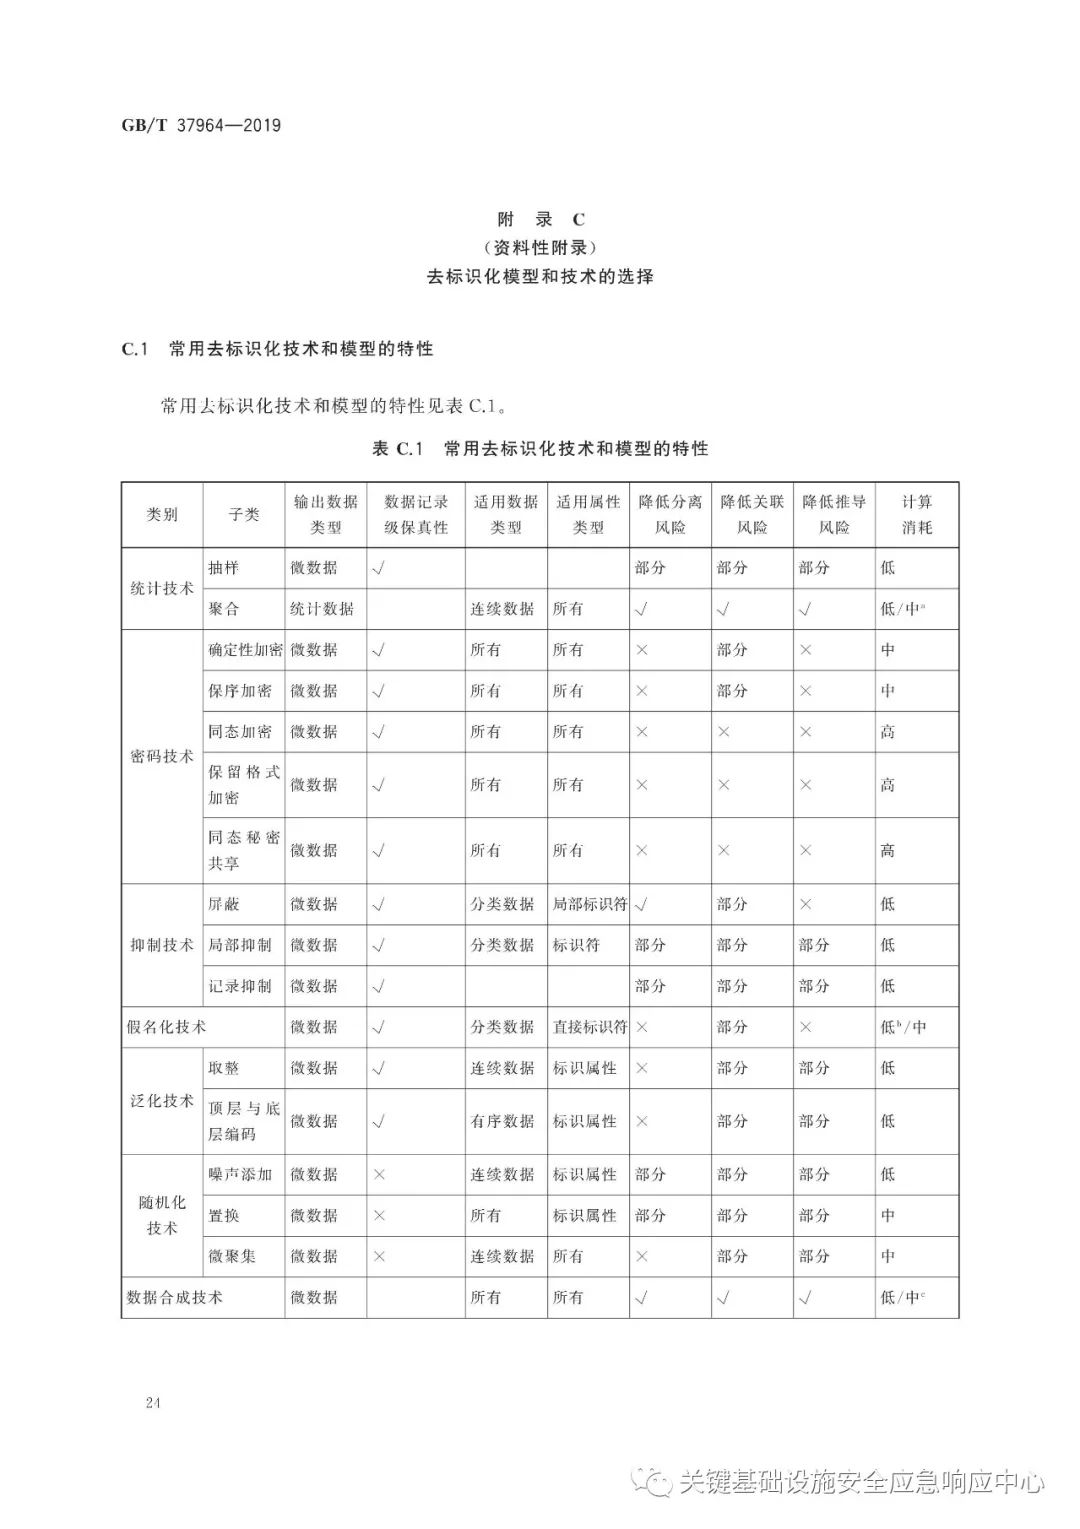 GB/T 37964—2019
附 录 C
（资料性附录）
去标识化模型和技术的选择
C.1 常用去标识化技术和模型的特性
常用去标识化技术和模型的特性见表 C.1。
表 C.1 常用去标识化技术和模型的特性
类别 子类 输出数据类型 数据记录级保真性 适用数据类型 适用属性类型 降低分离风险 降低关联风险 降低推导风险 计算消耗
统计技术 抽样 微数据 √ 部分 部分 部分 低
聚合 统计数据 连续数据 所有 √ √ √ 低/中a
密码技术 确定性加密 微数据 √ 所有 所有 × 部分 × 中
保序加密 微数据 √ 所有 所有 × 部分 × 中
同态加密 微数据 √ 所有 所有 × × × 高
保留格式加密 微数据 √ 所有 所有 × × × 高
同态秘密共享 微数据 √ 所有 所有 × × × 高
抑制技术 屏蔽 微数据 √ 分类数据 局部标识符 √ 部分 × 低
局部抑制 微数据 √ 分类数据 标识符 部分 部分 部分 低
记录抑制 微数据 √ 部分 部分 部分 低
假名化技术 微数据 √ 分类数据 直接标识符 × 部分 × 低b/中
泛化技术 取整 微数据 √ 连续数据 标识属性 × 部分 部分 低
顶层与底层编码 微数据 √ 有序数据 标识属性 × 部分 部分 低
随机化技术 噪声添加 微数据 × 连续数据 标识属性 部分 部分 部分 低
置换 微数据 × 所有 标识属性 部分 部分 部分 中
微聚集 微数据 × 连续数据 所有 × 部分 部分 中
数据合成技术 微数据 所有 所有 √ √ √ 低/中c
24
关键基础设施安全应急响应中心